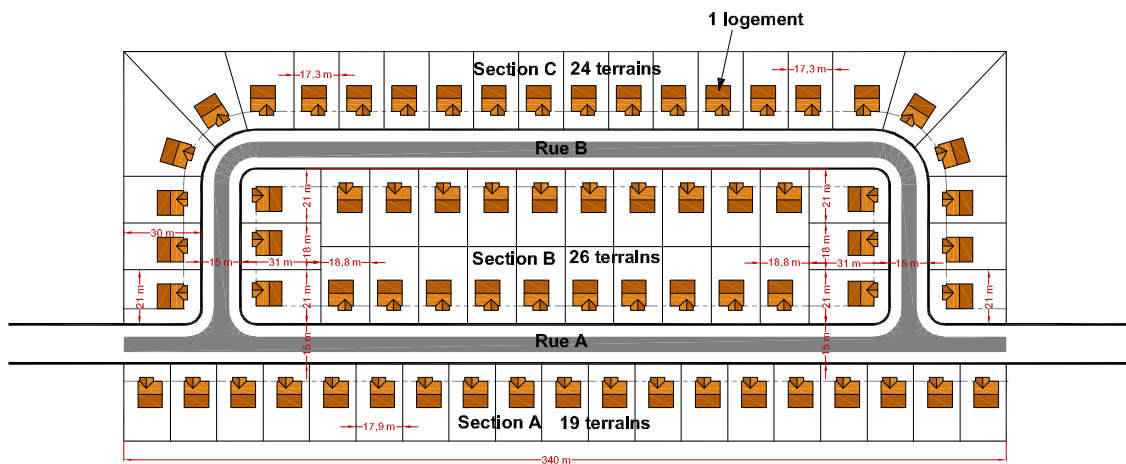 1 logement
Section C 24 terrains
17,3 m
17,3 m
Rue B
21 m
21 m
30 m
18 m
18 m
15 m
31 m
18,8 m
Section B 26 terrains
18,8 m
31 m
15 m
21 m
21 m
21 m
21 m
15 m
Rue A
15 m
17,9 m
Section A 19 terrains
340 m